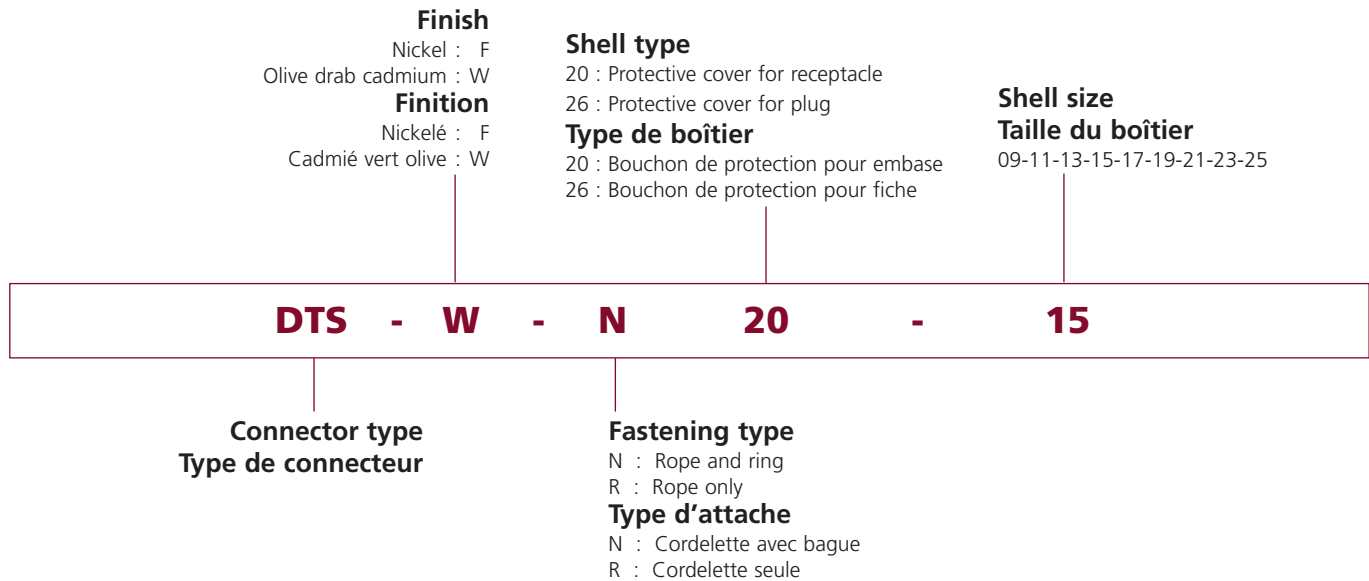 Finish
Nickel : F
Olive drab cadmium : W
Finition
Nickelé : F
Cadmié vert olive : W
Shell type
20 : Protective cover for receptacle
26 : Protective cover for plug
Type de boîtier
20 : Bouchon de protection pour embase
26 : Bouchon de protection pour fiche
Shell size
Taille du boîtier
09-11-13-15-17-19-21-23-25
DTS - W - N 20 - 15
Connector type
Type de connecteur
Fastening type
N : Rope and ring
R : Rope only
Type d’attache
N : Cordelette avec bague
R : Cordelette seule